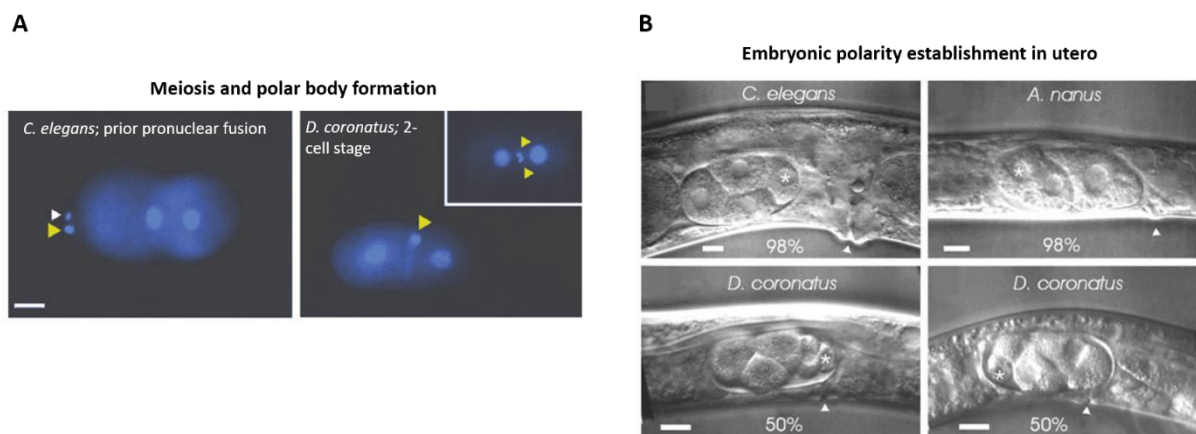 A
Meiosis and polar body formation
C. elegans; prior pronuclear fusion
D. coronatus; 2-
cell stage
B
Embryonic polarity establishment in utero
C. elegans
98%
A. nanus
98%
D. coronatus
50%
D. coronatus
50%